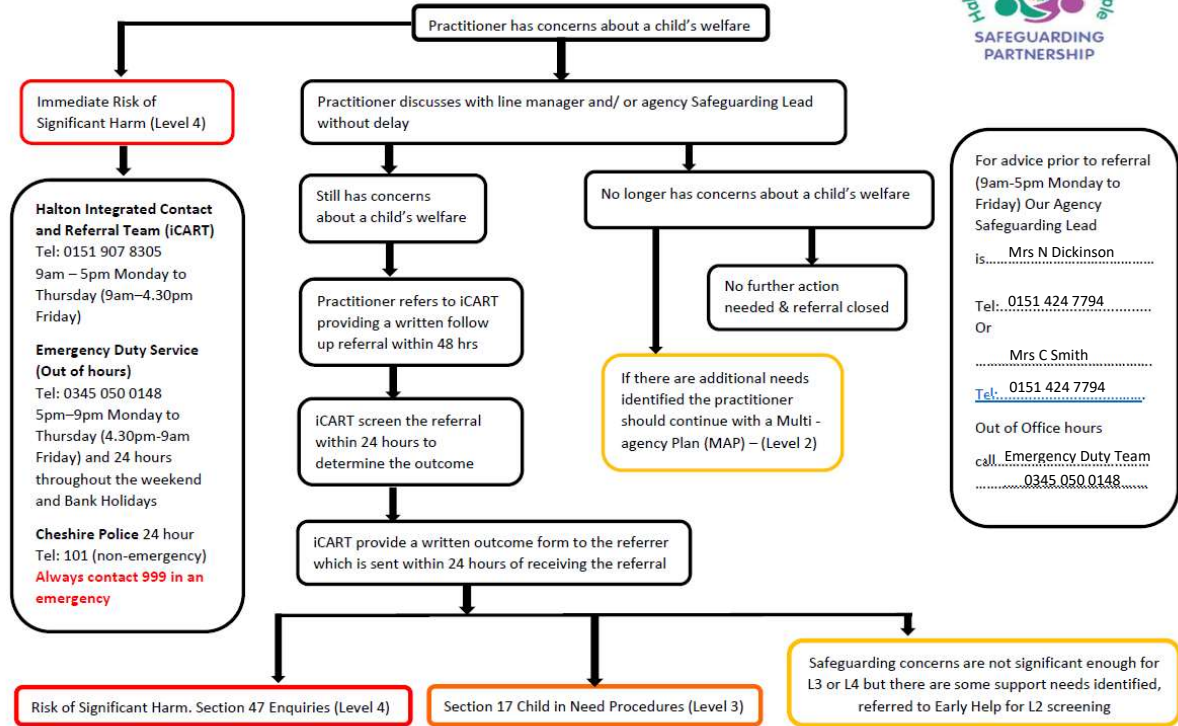 Practitioner has concerns about a child's welfare
SAFEGUARDING
PARTNERSHIP
Immediate Risk of
Significant Harm (Level 4)
Practitioner discusses with line manager and/ or agency Safeguarding Lead
without delay
Halton Integrated Contact
and Referral Team (iCART)
Tel: 0151 907 8305
9am – 5pm Monday to
Thursday (9am–4.30pm
Friday)
Emergency Duty Service
(Out of hours)
Tel: 0345 050 0148
5pm–9pm Monday to
Thursday (4.30pm-9am
Friday) and 24 hours
throughout the weekend
and Bank Holidays
Cheshire Police 24 hour
Tel: 101 (non-emergency)
Always contact 999 in an
emergency
Still has concerns
about a child's welfare
No longer has concerns about a child's welfare
Practitioner refers to iCART
providing a written follow
up referral within 48 hrs
No further action
needed & referral closed
If there are additional needs
identified the practitioner
should continue with a Multi -
agency Plan (MAP) – (Level 2)
iCART screen the referral
within 24 hours to
determine the outcome
iCART provide a written outcome form to the referrer
which is sent within 24 hours of receiving the referral
For advice prior to referral
(9am-5pm Monday to
Friday) Our Agency
Safeguarding Lead
is...... Mrs N Dickinson
Tel: 0151 424 7794
Or
Mrs C Smith
Tel: 0151 424 7794
Out of Office hours
call Emergency Duty Team
0345 050 0148
Risk of Significant Harm. Section 47 Enquiries (Level 4)
Section 17 Child in Need Procedures (Level 3)
Safeguarding concerns are not significant enough for
L3 or L4 but there are some support needs identified,
referred to Early Help for L2 screening